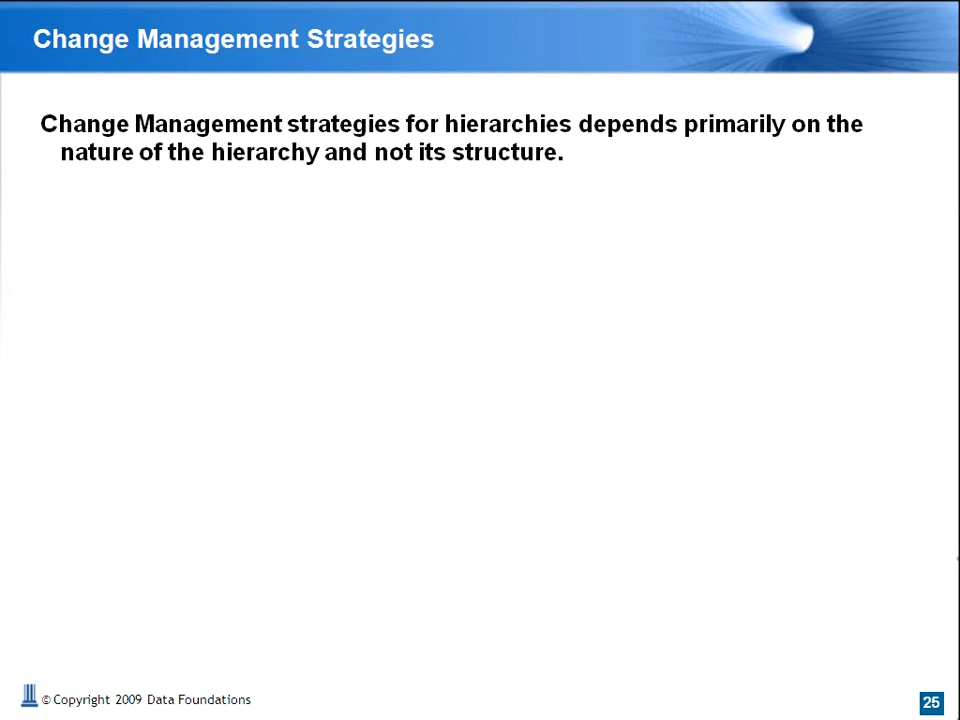 Change Management Strategies
Change Management strategies for hierarchies depends primarily on the
nature of the hierarchy and not its structure.
© Copyright 2009 Data Foundations
25